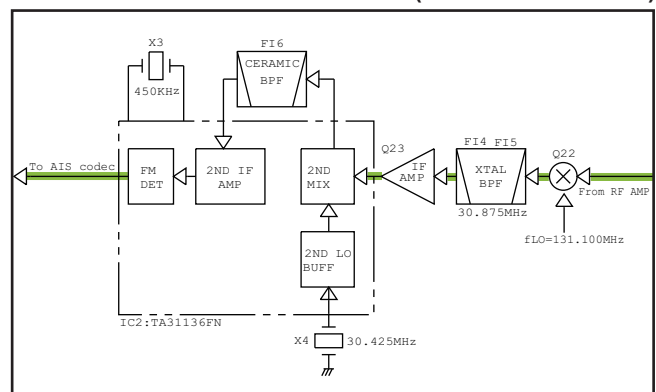 X3
450KHz
FI6
CERAMIC
BPF
To AIS codec
FM
DET
2ND IF
AMP
2ND
MIX
Q23
IF
AMP
FI4 FI5
XTAL
BPF
30.875MHz
Q22
From RF AMP
fLO=131.100MHz
2ND LO
BUFF
IC2:TA31136FN
X4
30.425MHz